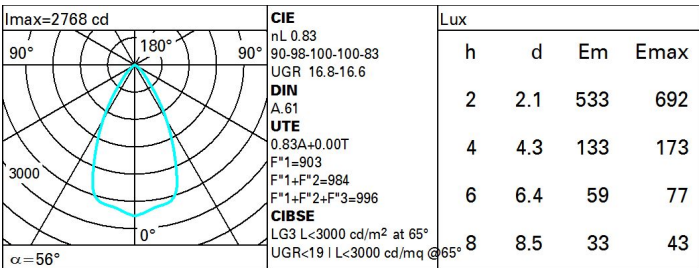 Imax=2768 cd
90°
180°
90°
3000
0°
α=56°
CIE
nL 0.83
90-98-100-100-83
UGR 16.8-16.6
DIN
A.61
UTE
0.83A+0.00T
F"1=903
F"1+F"2=984
F"1+F"2+F"3=996
CIBSE
LG3 L<3000 cd/m² at 65°
UGR<19 | L<3000 cd/mq @65°
Lux
h d Em Emax
2 2.1 533 692
4 4.3 133 173
6 6.4 59 77
8 8.5 33 43